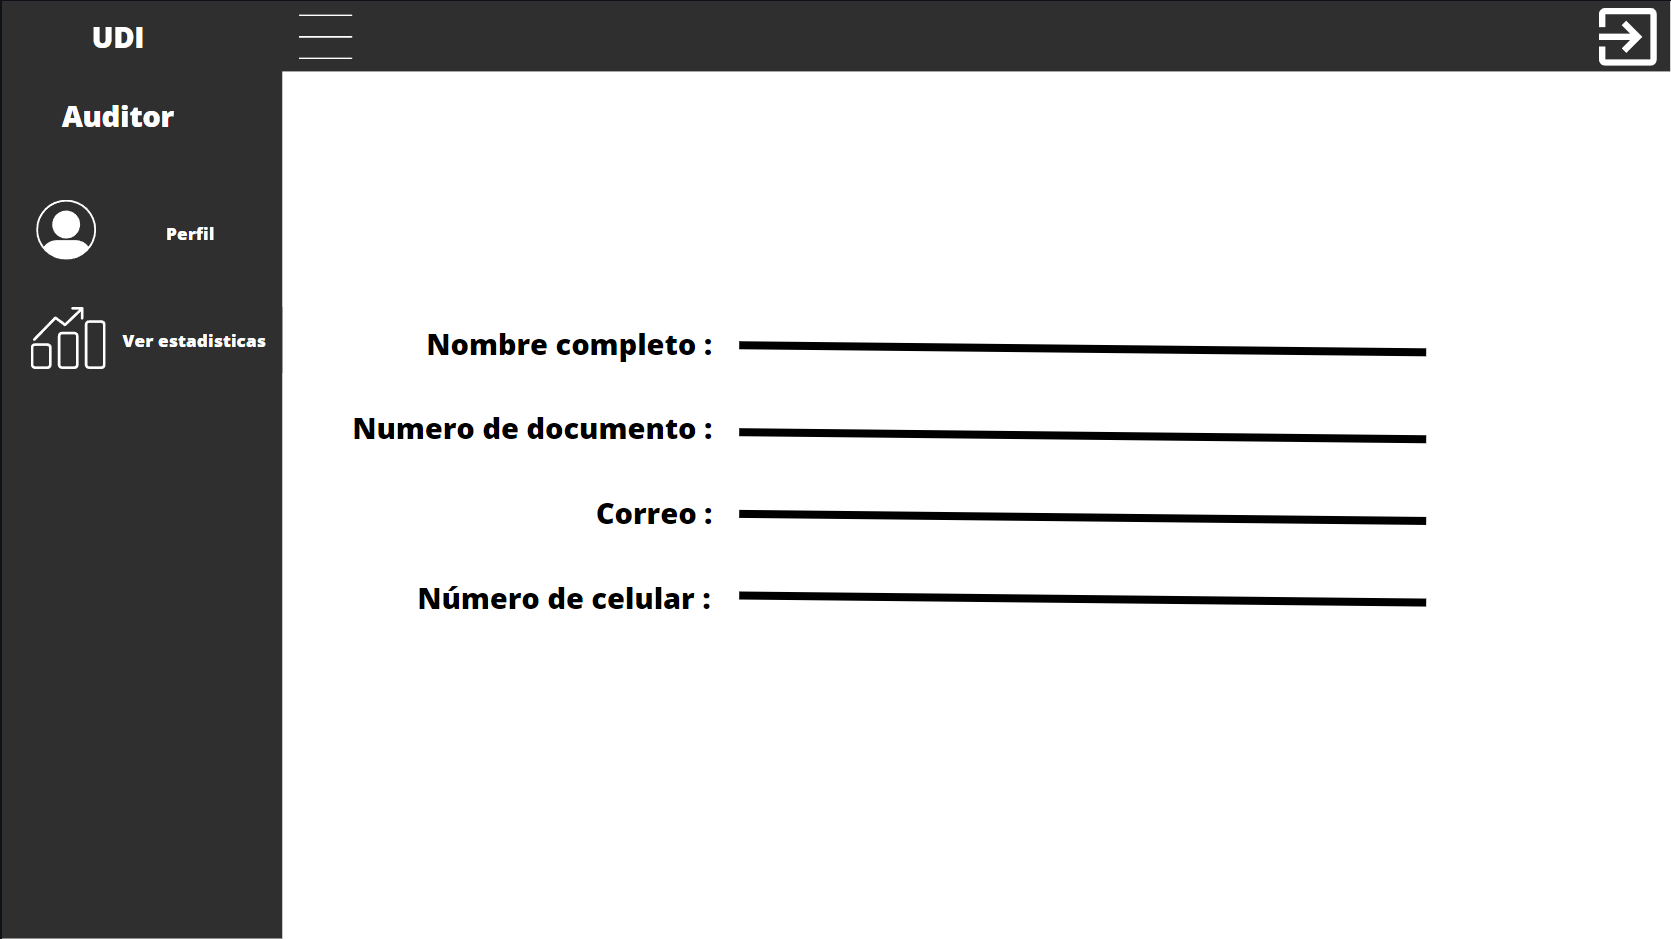 UDI
Auditor
Perfil
Ver estadisticas
Nombre completo :
Numero de documento :
Correo :
Número de celular :